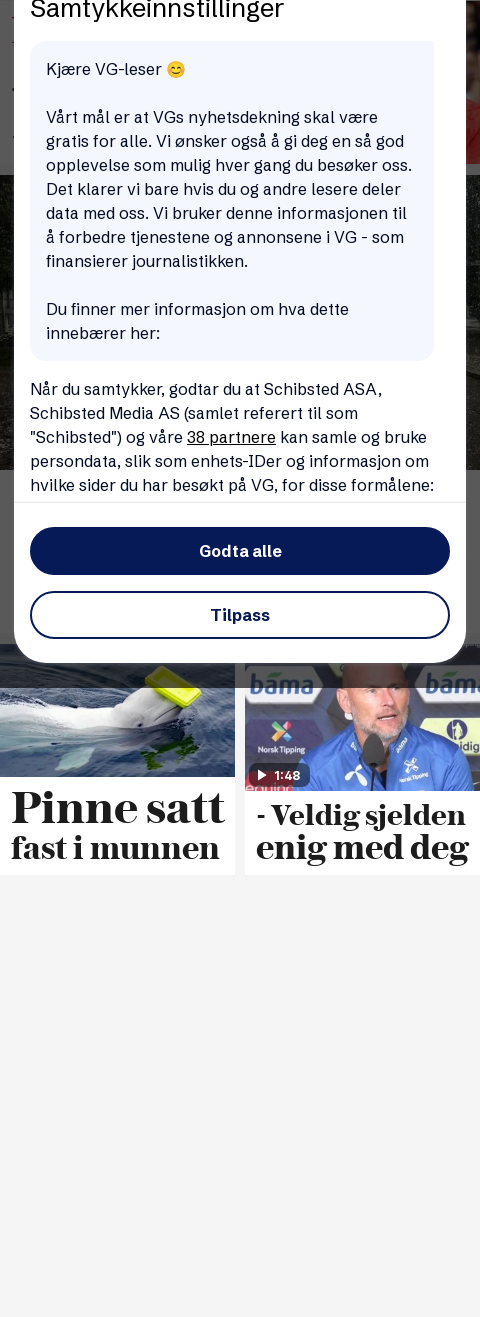 Samtykkeinnstillinger
Kjære VG-leser 😊
Vårt mål er at VGs nyhetsdekning skal være
gratis for alle. Vi ønsker også å gi deg en så god
opplevelse som mulig hver gang du besøker oss.
Det klarer vi bare hvis du og andre lesere deler
data med oss. Vi bruker denne informasjonen til
å forbedre tjenestene og annonsene i VG - som
finansierer journalistikken.
Du finner mer informasjon om hva dette
innebærer her:
Når du samtykker, godtar du at Schibsted ASA,
Schibsted Media AS (samlet referert til som
"Schibsted") og våre 38 partnere kan samle og bruke
persondata, slik som enhets-IDer og informasjon om
hvilke sider du har besøkt på VG, for disse formålene:
Godta alle
Tilpass
bama
bama
Norsk Tipping
Norsk Tipping
1:48
Pinne satt
fast i munnen
- Veldig sjelden
enig med deg